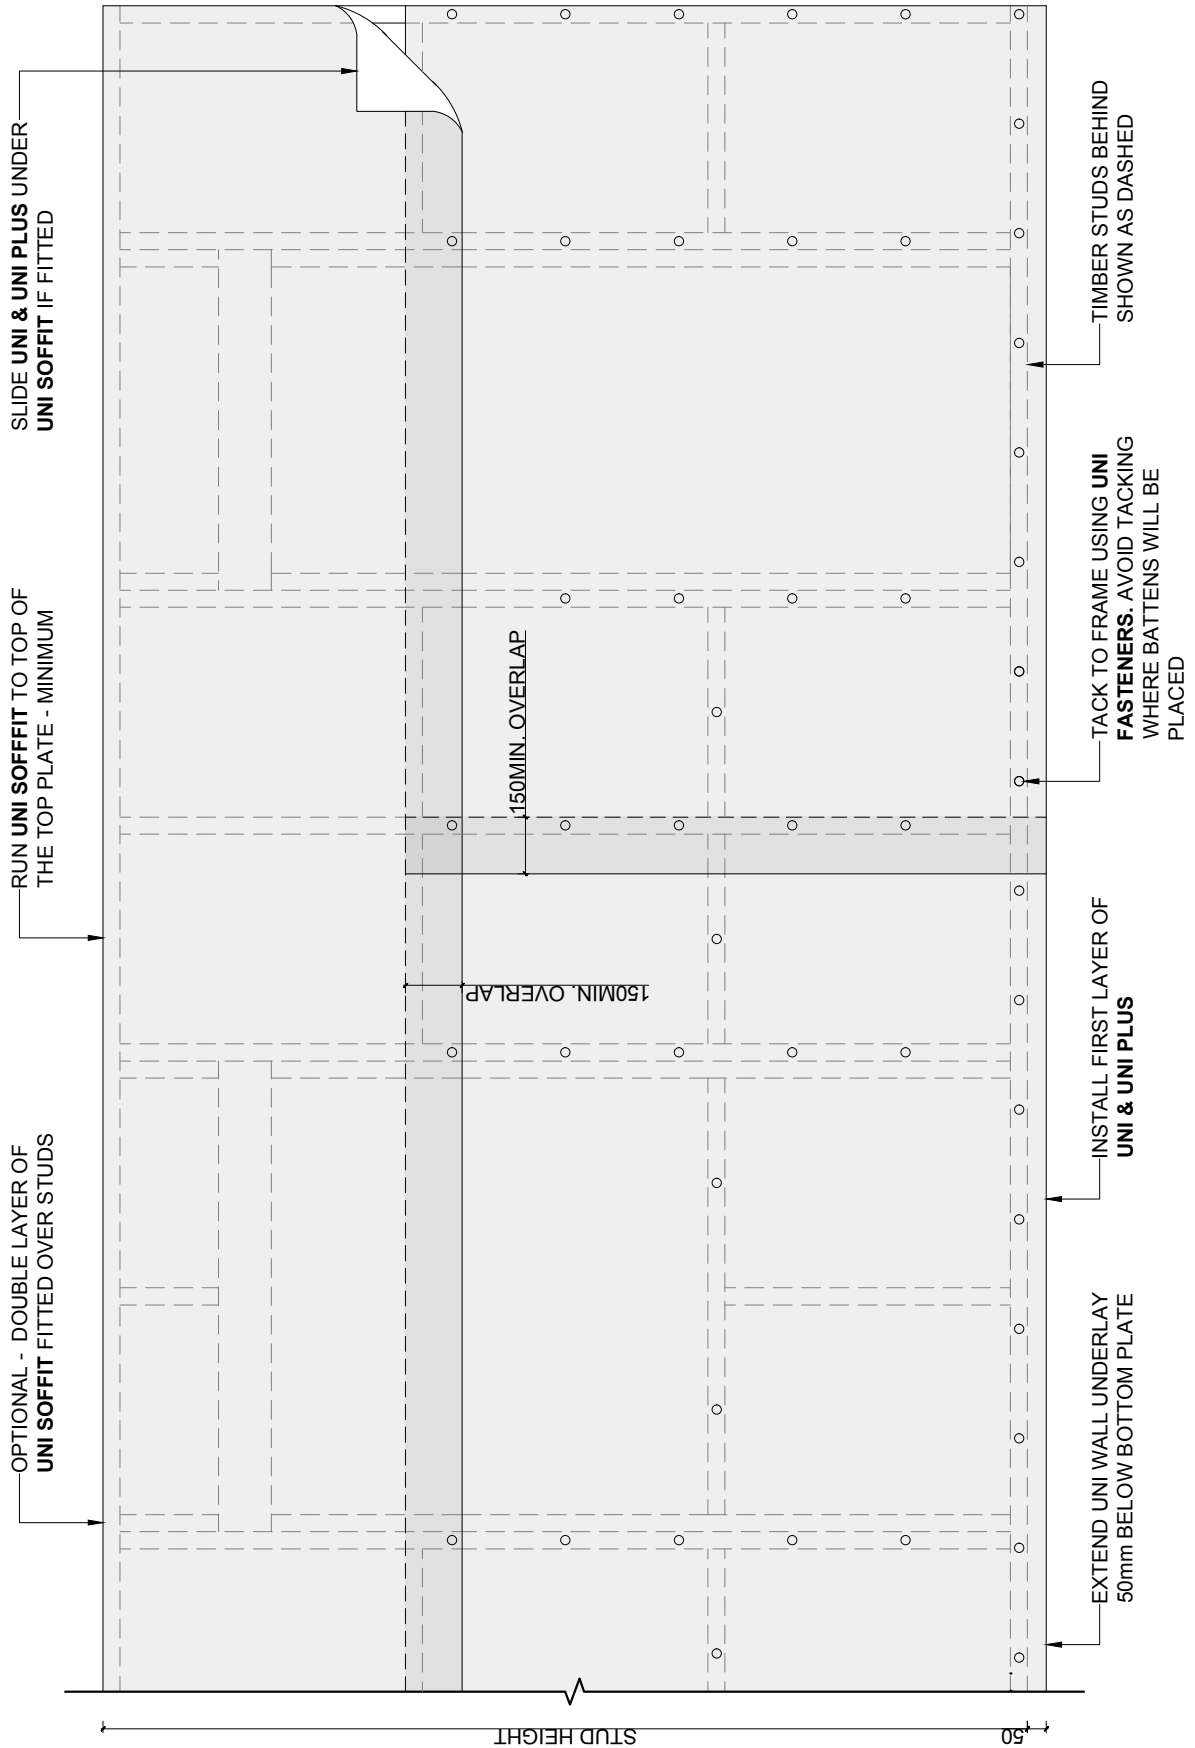 OPTIONAL - DOUBLE LAYER OF
UNI SOFFIT FITTED OVER STUDS
RUN UNI SOFFFIT TO TOP OF
THE TOP PLATE - MINIMUM
SLIDE UNI & UNI PLUS UNDER
UNI SOFFIT IF FITTED
STUD HEIGHT
50
150MIN. OVERLAP
150MIN. OVERLAP
EXTEND UNI WALL UNDERLAY
50mm BELOW BOTTOM PLATE
INSTALL FIRST LAYER OF
UNI & UNI PLUS
TACK TO FRAME USING UNI
FASTENERS. AVOID TACKING
WHERE BATTENS WILL BE
PLACED
TIMBER STUDS BEHIND
SHOWN AS DASHED